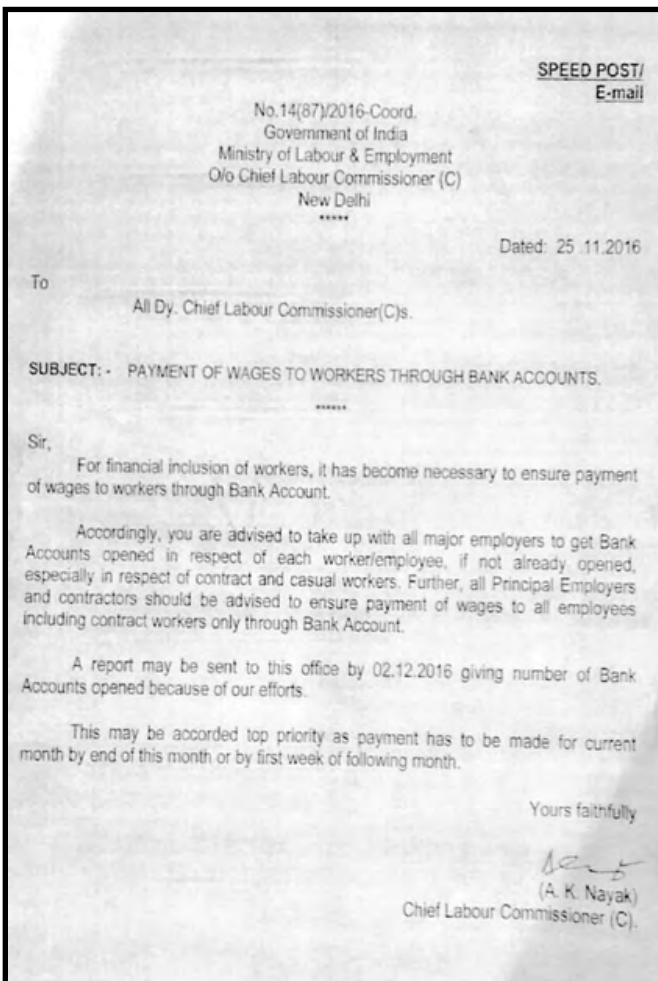 SPEED POST/
E-mail
No.14(87)/2016-Coord.
Government of India
Ministry of Labour & Employment
O/o Chief Labour Commissioner (C)
New Delhi
*****
Dated: 25 .11.2016
To
All Dy. Chief Labour Commissioner(C)s.
SUBJECT: - PAYMENT OF WAGES TO WORKERS THROUGH BANK ACCOUNTS.
******
Sir,
For financial inclusion of workers, it has become necessary to ensure payment
of wages to workers through Bank Account.
Accordingly, you are advised to take up with all major employers to get Bank
Accounts opened in respect of each worker/employee, if not already opened,
especially in respect of contract and casual workers. Further, all Principal Employers
and contractors should be advised to ensure payment of wages to all employees
including contract workers only through Bank Account.
A report may be sent to this office by 02.12.2016 giving number of Bank
Accounts opened because of our efforts.
This may be accorded top priority as payment has to be made for current
month by end of this month or by first week of following month.
Yours faithfully
(A. K. Nayak)
Chief Labour Commissioner (C).